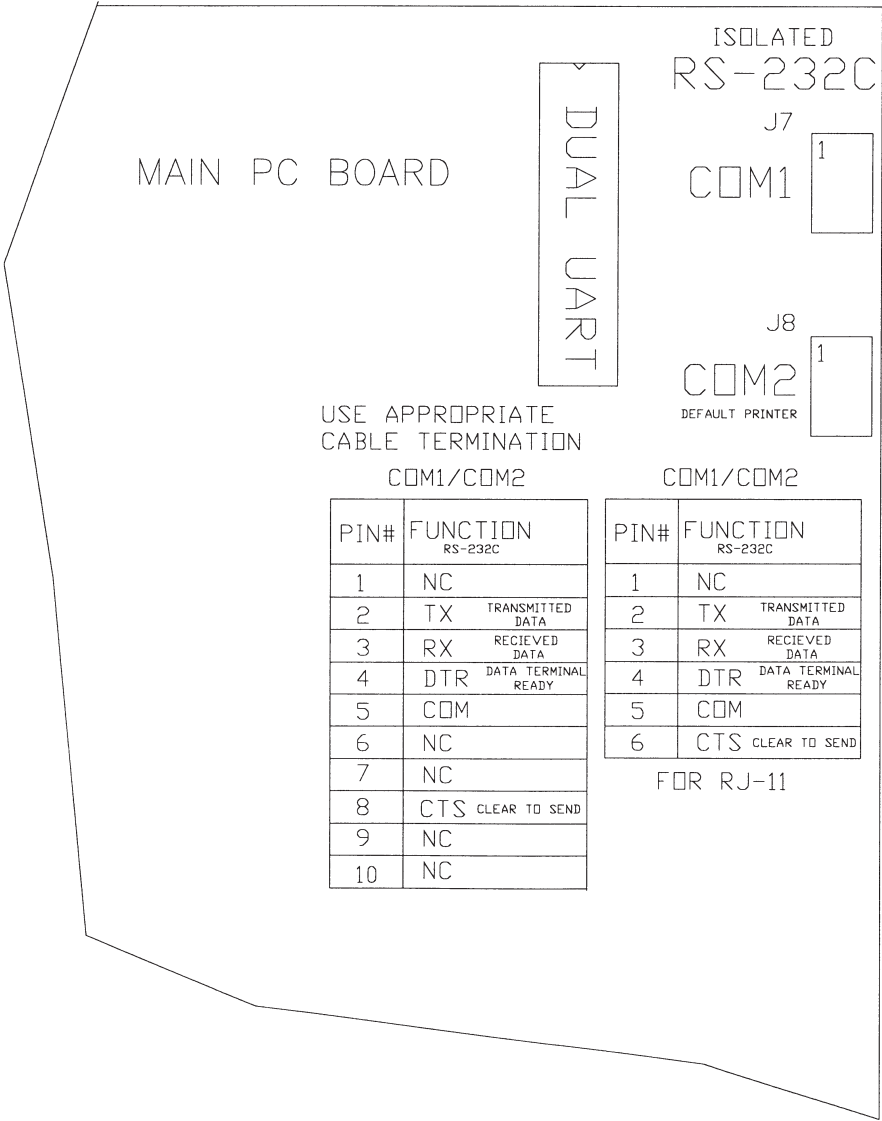 ISOLATED
RS-232C
J7
MAIN PC BOARD
DUAL UART
COM1
1
J8
COM2
1
DEFAULT PRINTER
USE APPROPRIATE
CABLE TERMINATION
COM1/COM2
PIN# FUNCTION
RS-232C
1 NC
2 TX TRANSMITTED
DATA
3 RX RECIEVED
DATA
4 DTR DATA TERMINAL
READY
5 COM
6 NC
7 NC
8 CTS CLEAR TO SEND
9 NC
10 NC
COM1/COM2
PIN# FUNCTION
RS-232C
1 NC
2 TX TRANSMITTED
DATA
3 RX RECIEVED
DATA
4 DTR DATA TERMINAL
READY
5 COM
6 CTS CLEAR TO SEND
FOR RJ-11